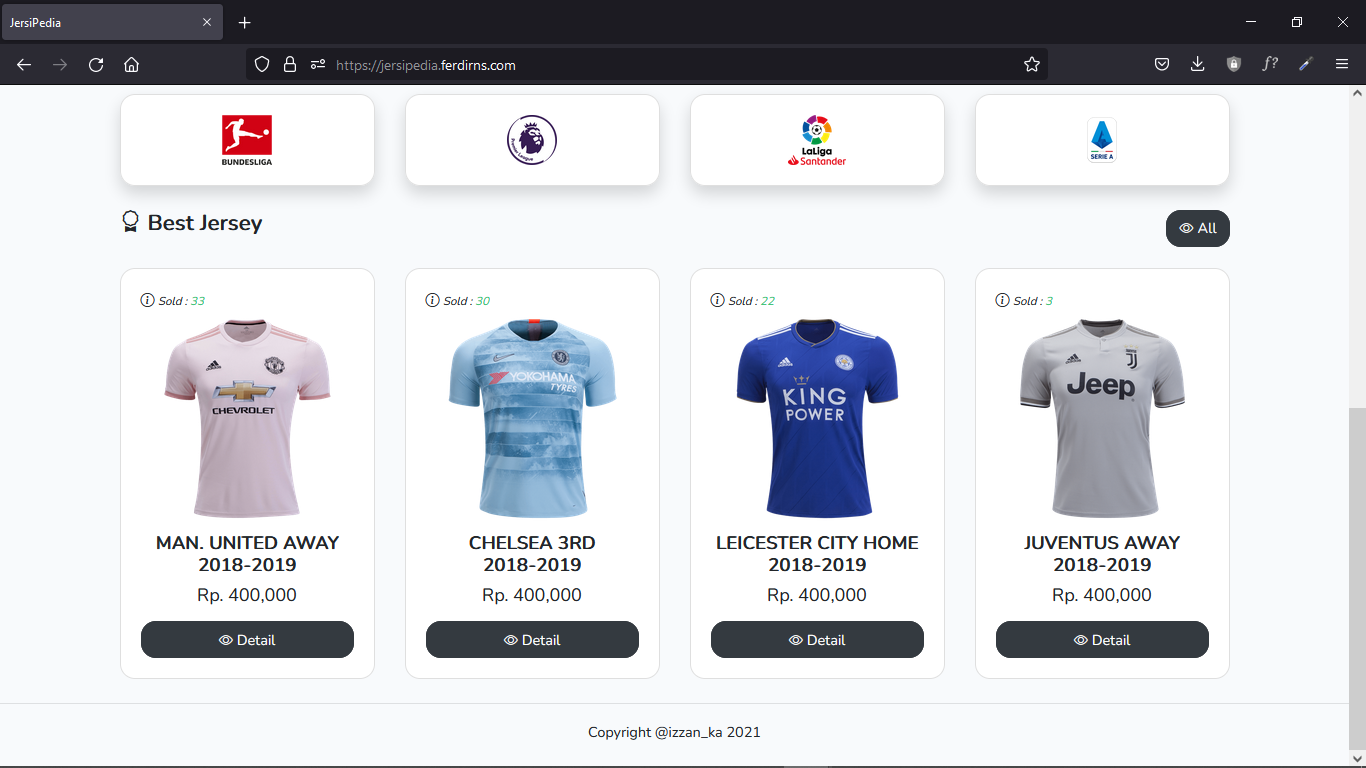 JersiPedia
https://jersipedia.ferdirns.com
BUNDESLIGA
Premier League
LaLiga
Santander
SERIE A
Best Jersey
All
Sold : 33
Sold : 30
Sold : 22
Sold : 3
CHEVROLET
YOKOHAMA
TYRES
KING
POWER
Jeep
MAN. UNITED AWAY
2018-2019
CHELSEA 3RD
2018-2019
LEICESTER CITY HOME
2018-2019
JUVENTUS AWAY
2018-2019
Rp. 400,000
Rp. 400,000
Rp. 400,000
Rp. 400,000
Detail
Detail
Detail
Detail
Copyright @izzan_ka 2021